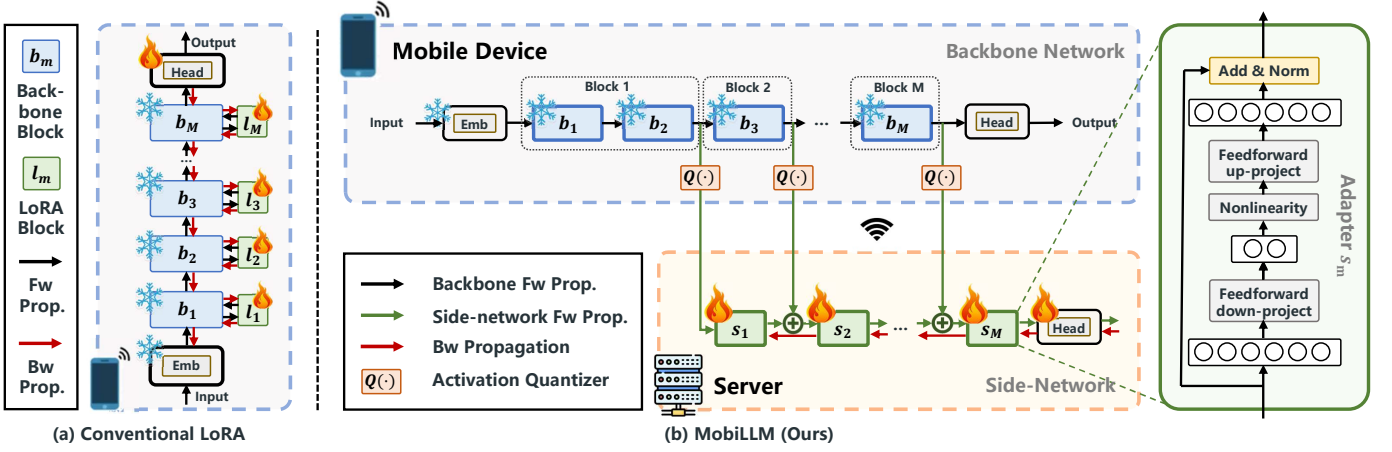 b_m
Back-
bone
Block
l_m
LoRA
Block
Fw
Prop.
Bw
Prop.
Output
Head
b_M
l_M
...
b_3
l_3
b_2
l_2
b_1
l_1
Emb
Input
(a) Conventional LoRA
Mobile Device
Backbone Network
Block 1
Block 2
Block M
Input
Emb
b_1
b_2
b_3
...
b_M
Head
Output
Q(·)
Q(·)
Q(·)
Backbone Fw Prop.
Side-network Fw Prop.
Bw Propagation
Q(·)
Activation Quantizer
s_1
+
s_2
...
+
s_M
Head
Server
Side-Network
(b) MobiLLM (Ours)
Add & Norm
Feedforward
up-project
Nonlinearity
Feedforward
down-project
Adapter s_m